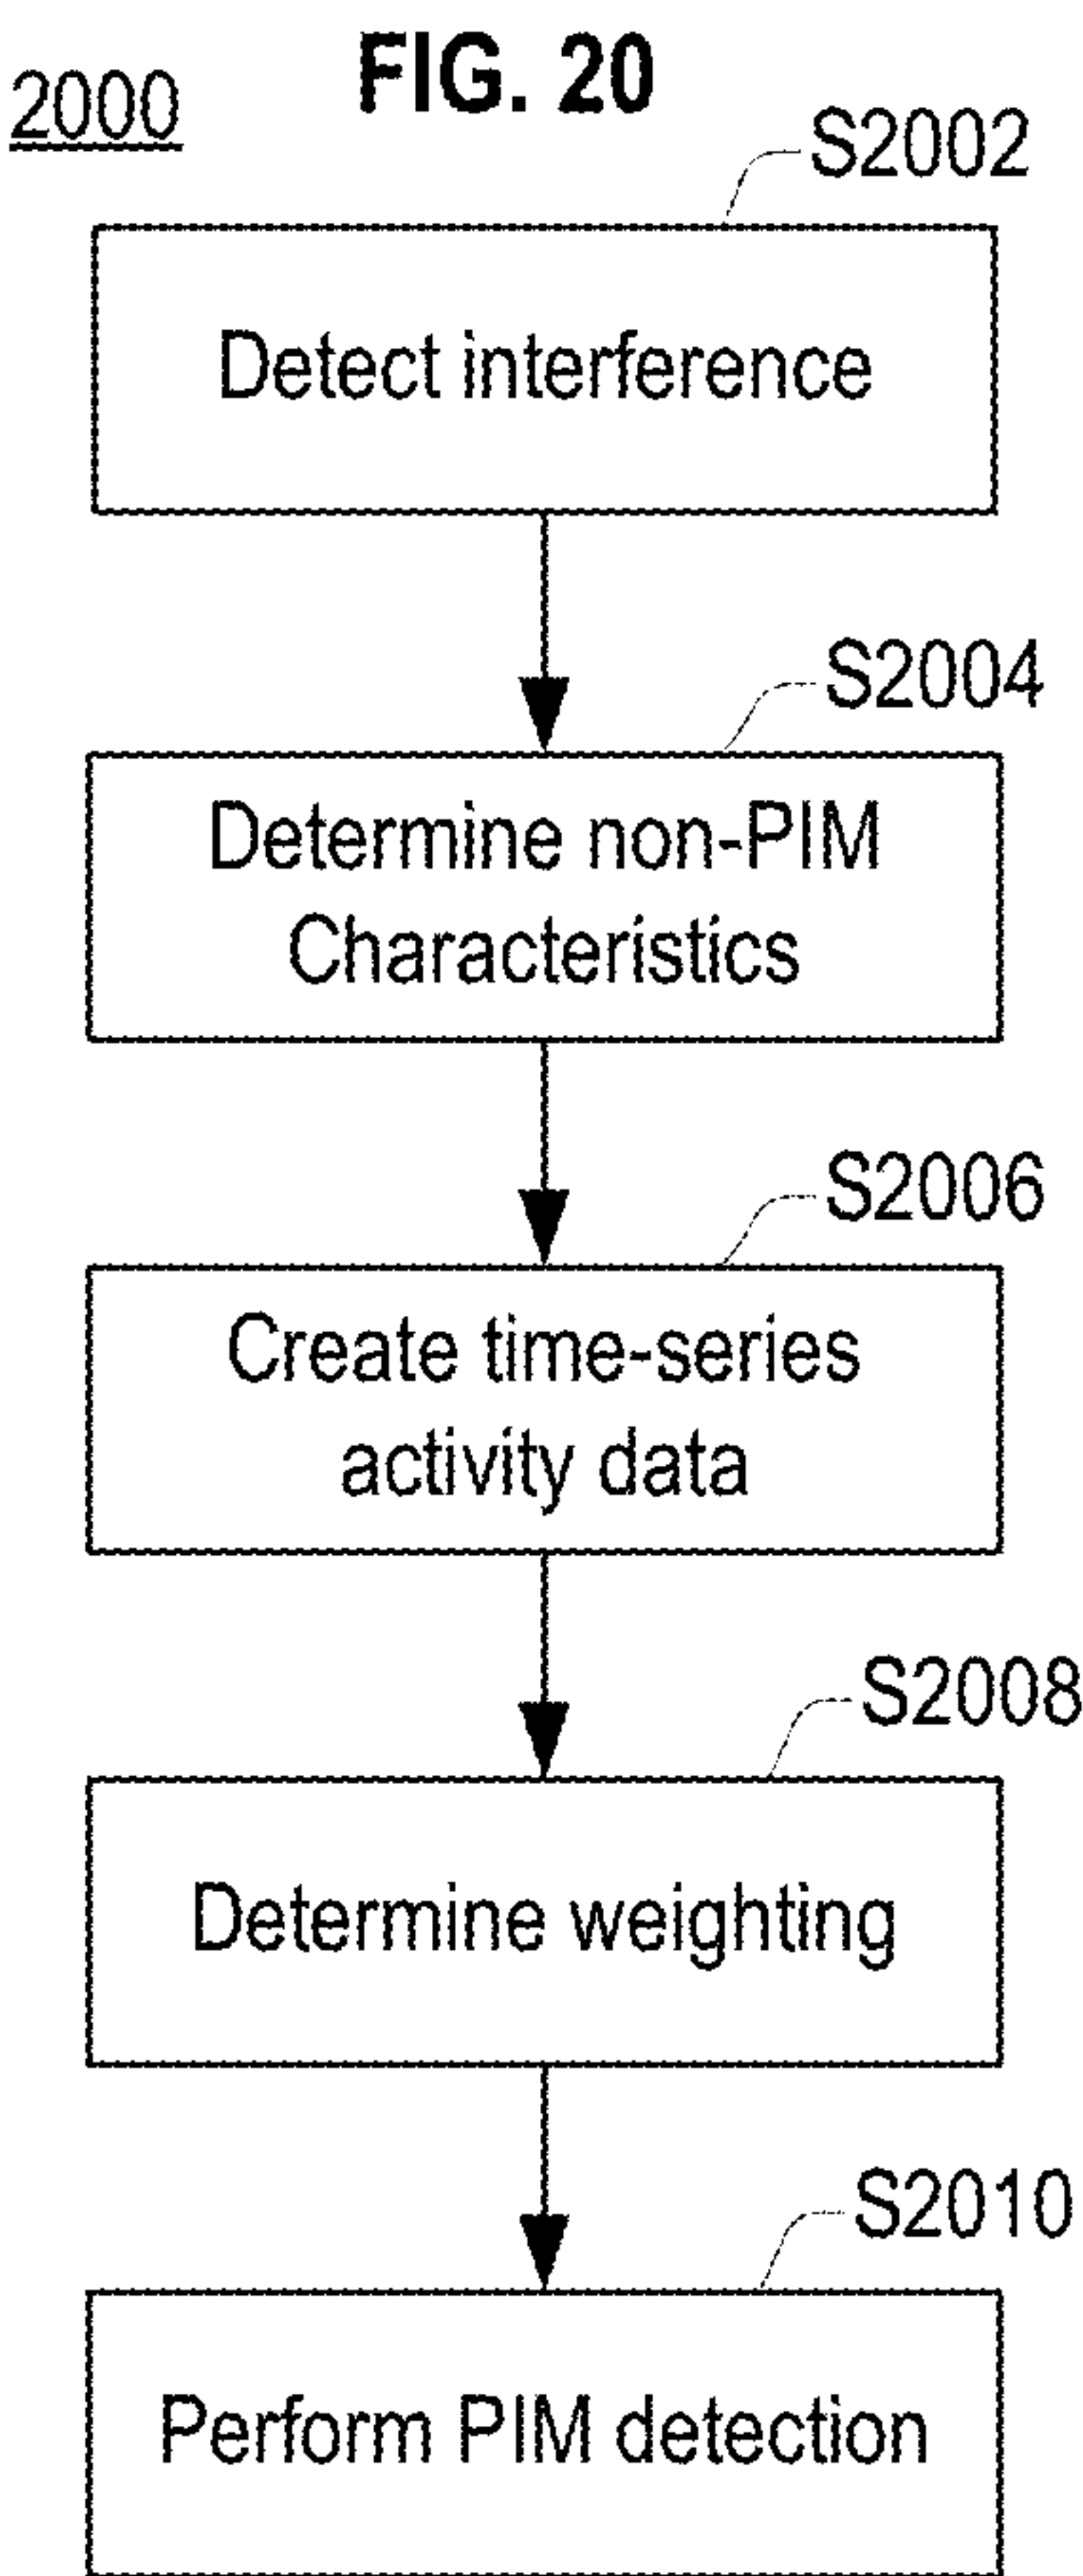 FIG. 20
2000
S2002
Detect interference
S2004
Determine non-PIM
Characteristics
S2006
Create time-series
activity data
S2008
Determine weighting
S2010
Perform PIM detection